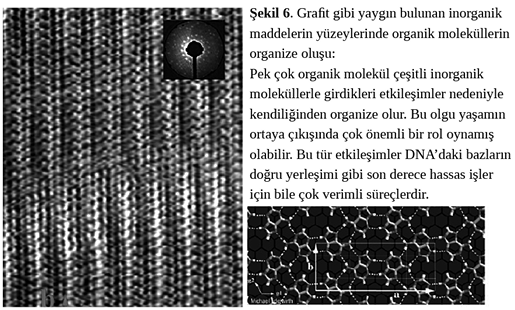 Şekil 6. Grafit gibi yaygın bulunan inorganik
maddelerin yüzeylerinde organik moleküllerin
organize oluşu:
Pek çok organik molekül çeşitli inorganik
moleküllerle girdikleri etkileşimler nedeniyle
kendiliğinden organize olur. Bu olgu yaşamın
ortaya çıkışında çok önemli bir rol oynamış
olabilir. Bu tür etkileşimler DNA’daki bazların
doğru yerleşimi gibi son derece hassas işler
için bile çok verimli süreçlerdir.
b
a
Michael